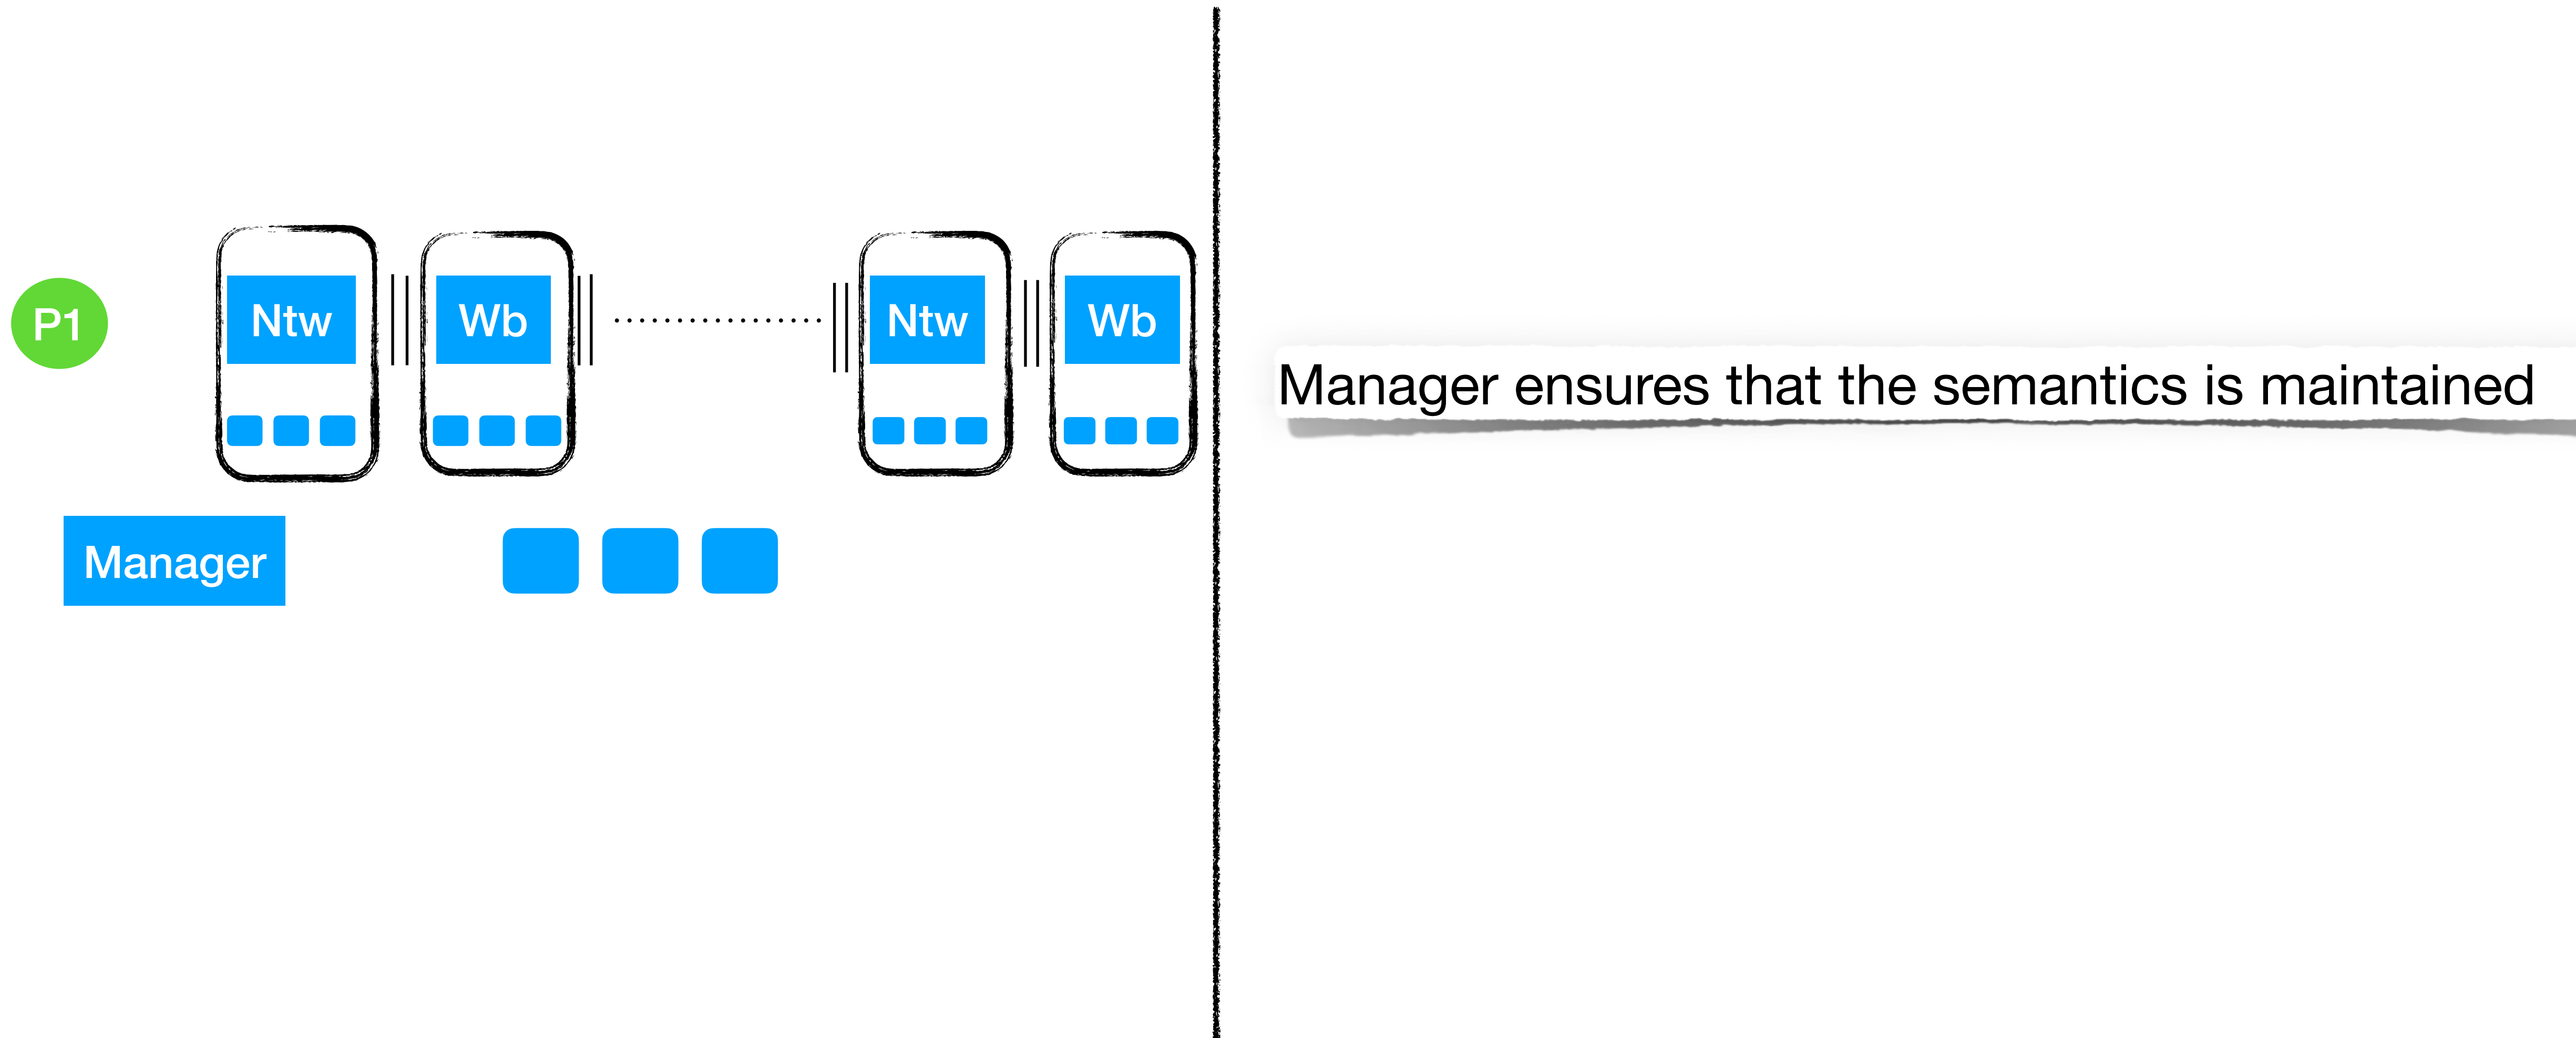 P1
Ntw
Wb
Ntw
Wb
Manager
Manager ensures that the semantics is maintained